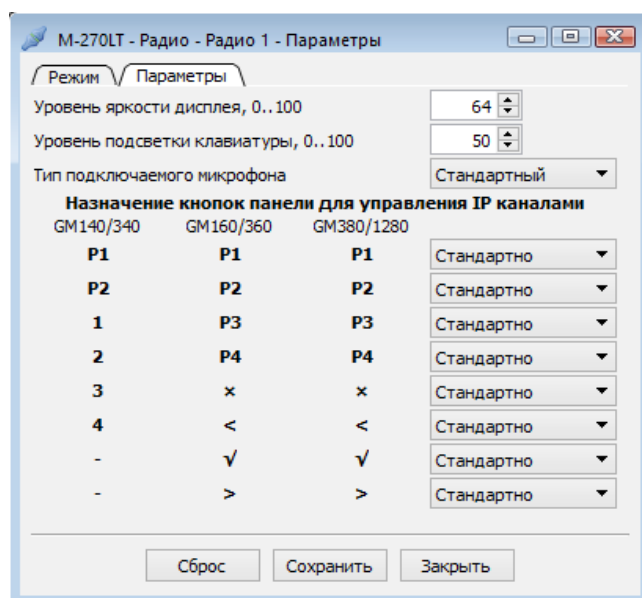 M-270LT - Радио - Радио 1 - Параметры
Режим Параметры
Уровень яркости дисплея, 0..100 64
Уровень подсветки клавиатуры, 0..100 50
Тип подключаемого микрофона Стандартный
Назначение кнопок панели для управления IP каналами
GM140/340 GM160/360 GM380/1280
P1 P1 P1 Стандартно
P2 P2 P2 Стандартно
1 P3 P3 Стандартно
2 P4 P4 Стандартно
3 × × Стандартно
4 < < Стандартно
- √ √ Стандартно
- > > Стандартно
Сброс Сохранить Закрыть